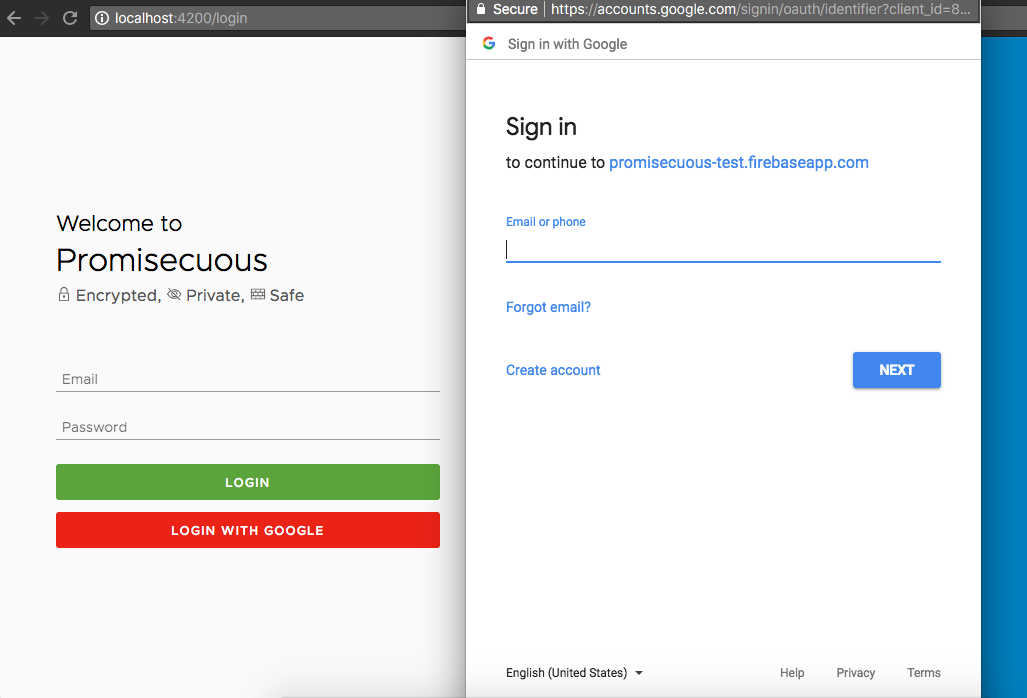 localhost:4200/login
Welcome to
Promisecuous
Encrypted, Private, Safe
Email
Password
LOGIN
LOGIN WITH GOOGLE
Secure | https://accounts.google.com/signin/oauth/identifier?client_id=8...
Sign in with Google
Sign in
to continue to promisecuous-test.firebaseapp.com
Email or phone
Forgot email?
Create account NEXT
English (United States) Help Privacy Terms